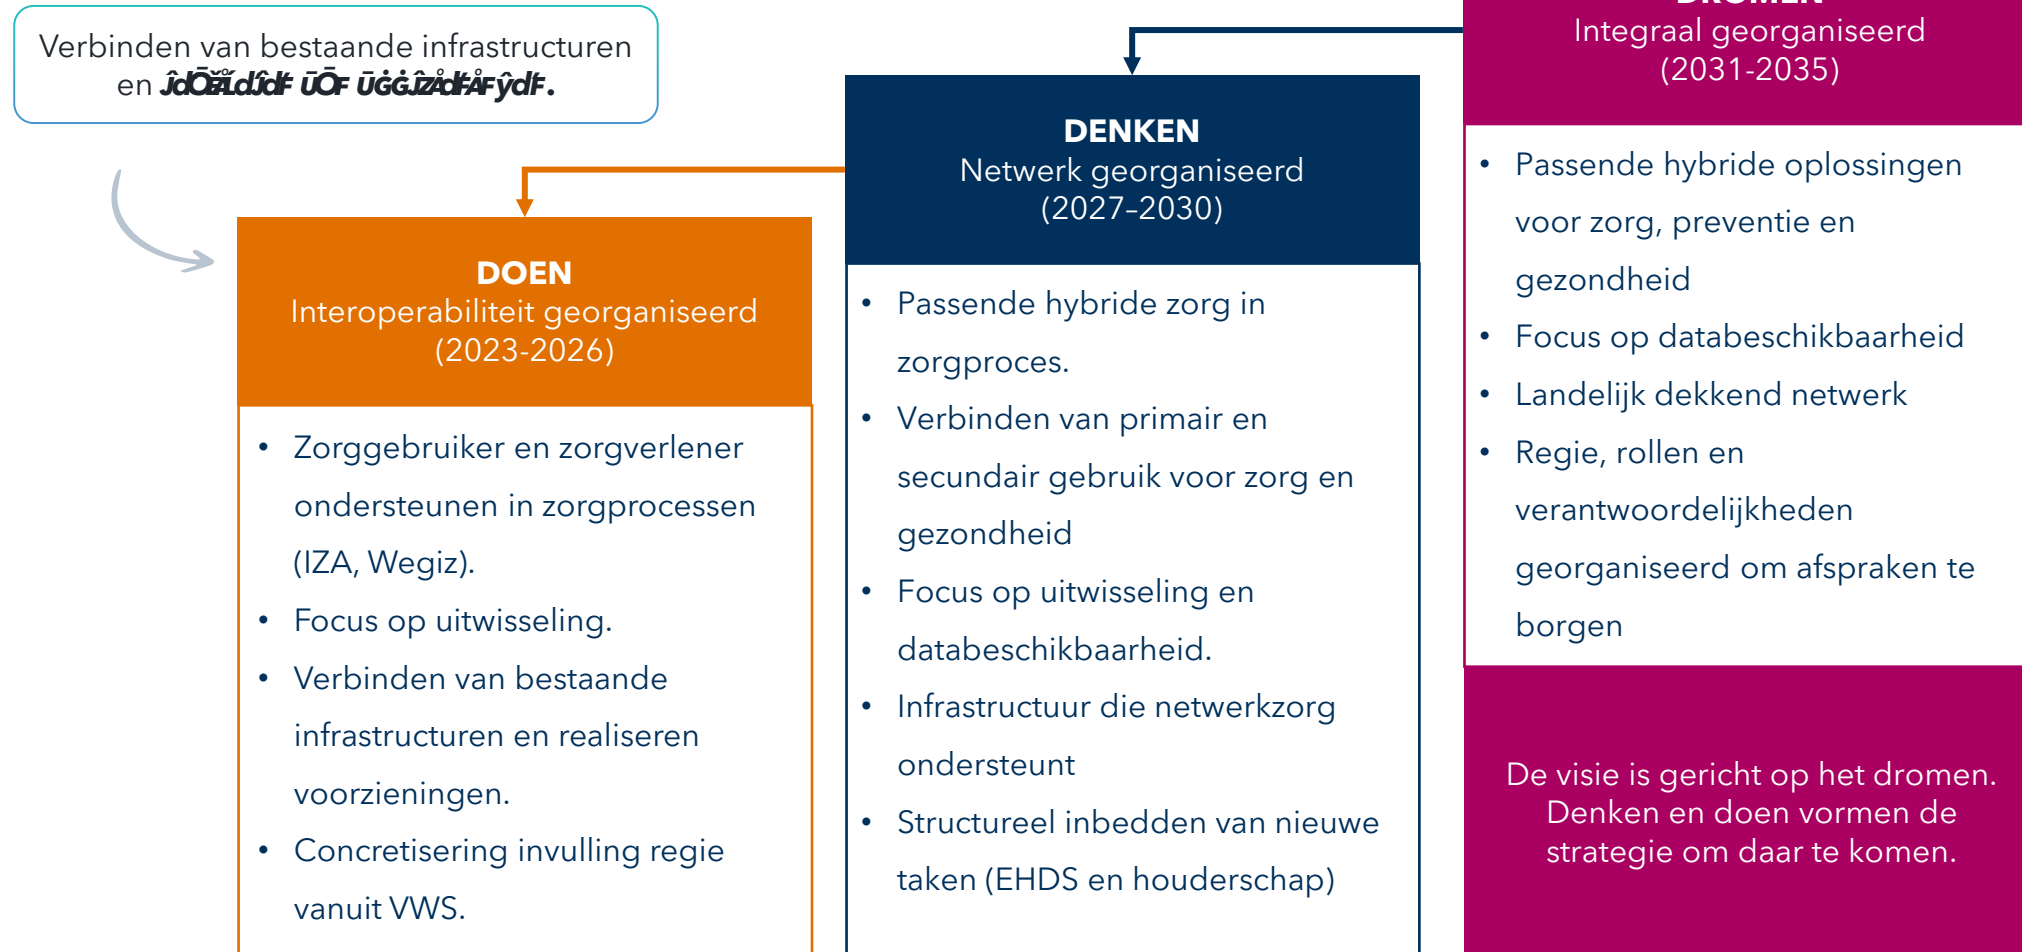 Verbinden van bestaande infrastructuren
en
DOEN
Interoperabiliteit georganiseerd
(2023-2026)
• Zorggebruiker en zorgverlener
ondersteunen in zorgprocessen
(IZA, Wegiz).
• Focus op uitwisseling.
• Verbinden van bestaande
infrastructuren en realiseren
voorzieningen.
• Concretisering invulling regie
vanuit VWS.
DENKEN
Netwerk georganiseerd
(2027–2030)
• Passende hybride zorg in
zorgproces.
• Verbinden van primair en
secundair gebruik voor zorg en
gezondheid
• Focus op uitwisseling en
databeschikbaarheid.
• Infrastructuur die netwerkzorg
ondersteunt
• Structureel inbedden van nieuwe
taken (EHDS en houderschap)
DROMEN
Integraal georganiseerd
(2031-2035)
• Passende hybride oplossingen
voor zorg, preventie en
gezondheid
• Focus op databeschikbaarheid
• Landelijk dekkend netwerk
• Regie, rollen en
verantwoordelijkheden
georganiseerd om afspraken te
borgen
De visie is gericht op het dromen.
Denken en doen vormen de
strategie om daar te komen.